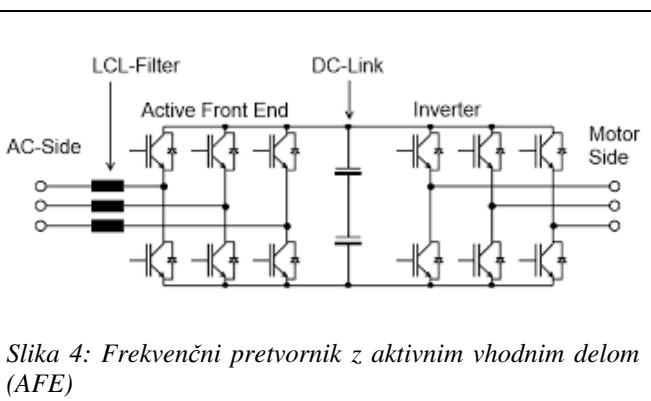 LCL-Filter
DC-Link
Active Front End
Inverter
AC-Side
Motor
Side
Slika 4: Frekvenčni pretvornik z aktivnim vhodnim delom
(AFE)